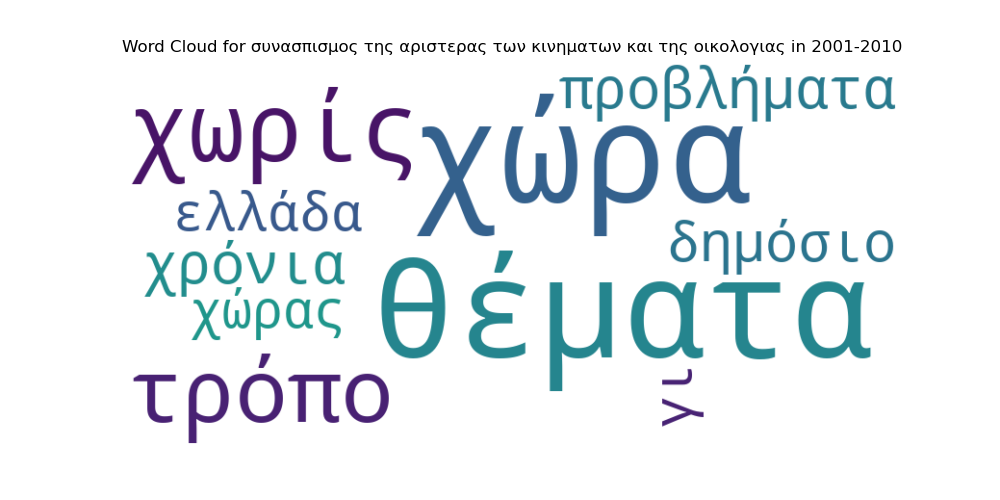 Word Cloud for συνασπισμος της αριστερας των κινηματων και της οικολογιας in 2001-2010
προβλήματα
χωρίς
χώρα
ελλάδα
δημόσιο
χρόνια
θέματα
χώρας
τρόπο
γι